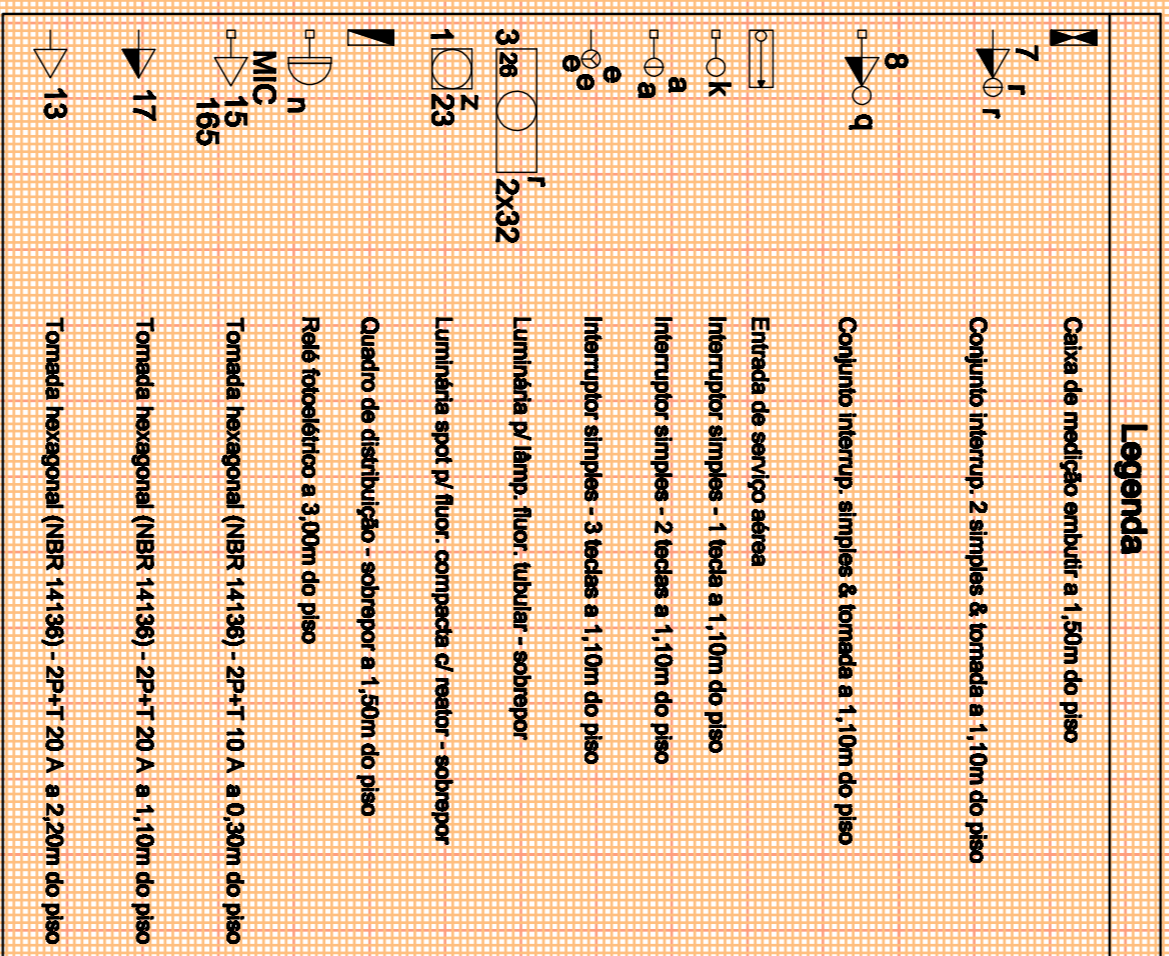 Legenda
Caixa de medição embutir a 1,50m do piso
7 r r
Conjunto interrup. 2 simples & tomada a 1,10m do piso
8 q
Conjunto interrup. simples & tomada a 1,10m do piso
Entrada de serviço aérea
k
Interruptor simples - 1 tecla a 1,10m do piso
a a
Interruptor simples - 2 teclas a 1,10m do piso
e e e
Interruptor simples - 3 teclas a 1,10m do piso
3 26 r 2x32
Luminária p/ lâmp. fluor. tubular - sobrepor
1 z 23
Luminária spot p/ fluor. compacta c/ reator - sobrepor
Quadro de distribuição - sobrepor a 1,50m do piso
n
Relé fotoelétrico a 3,00m do piso
MIC 15 165
Tomada hexagonal (NBR 14136) - 2P+T 10 A a 0,30m do piso
17
Tomada hexagonal (NBR 14136) - 2P+T 20 A a 1,10m do piso
13
Tomada hexagonal (NBR 14136) - 2P+T 20 A a 2,20m do piso